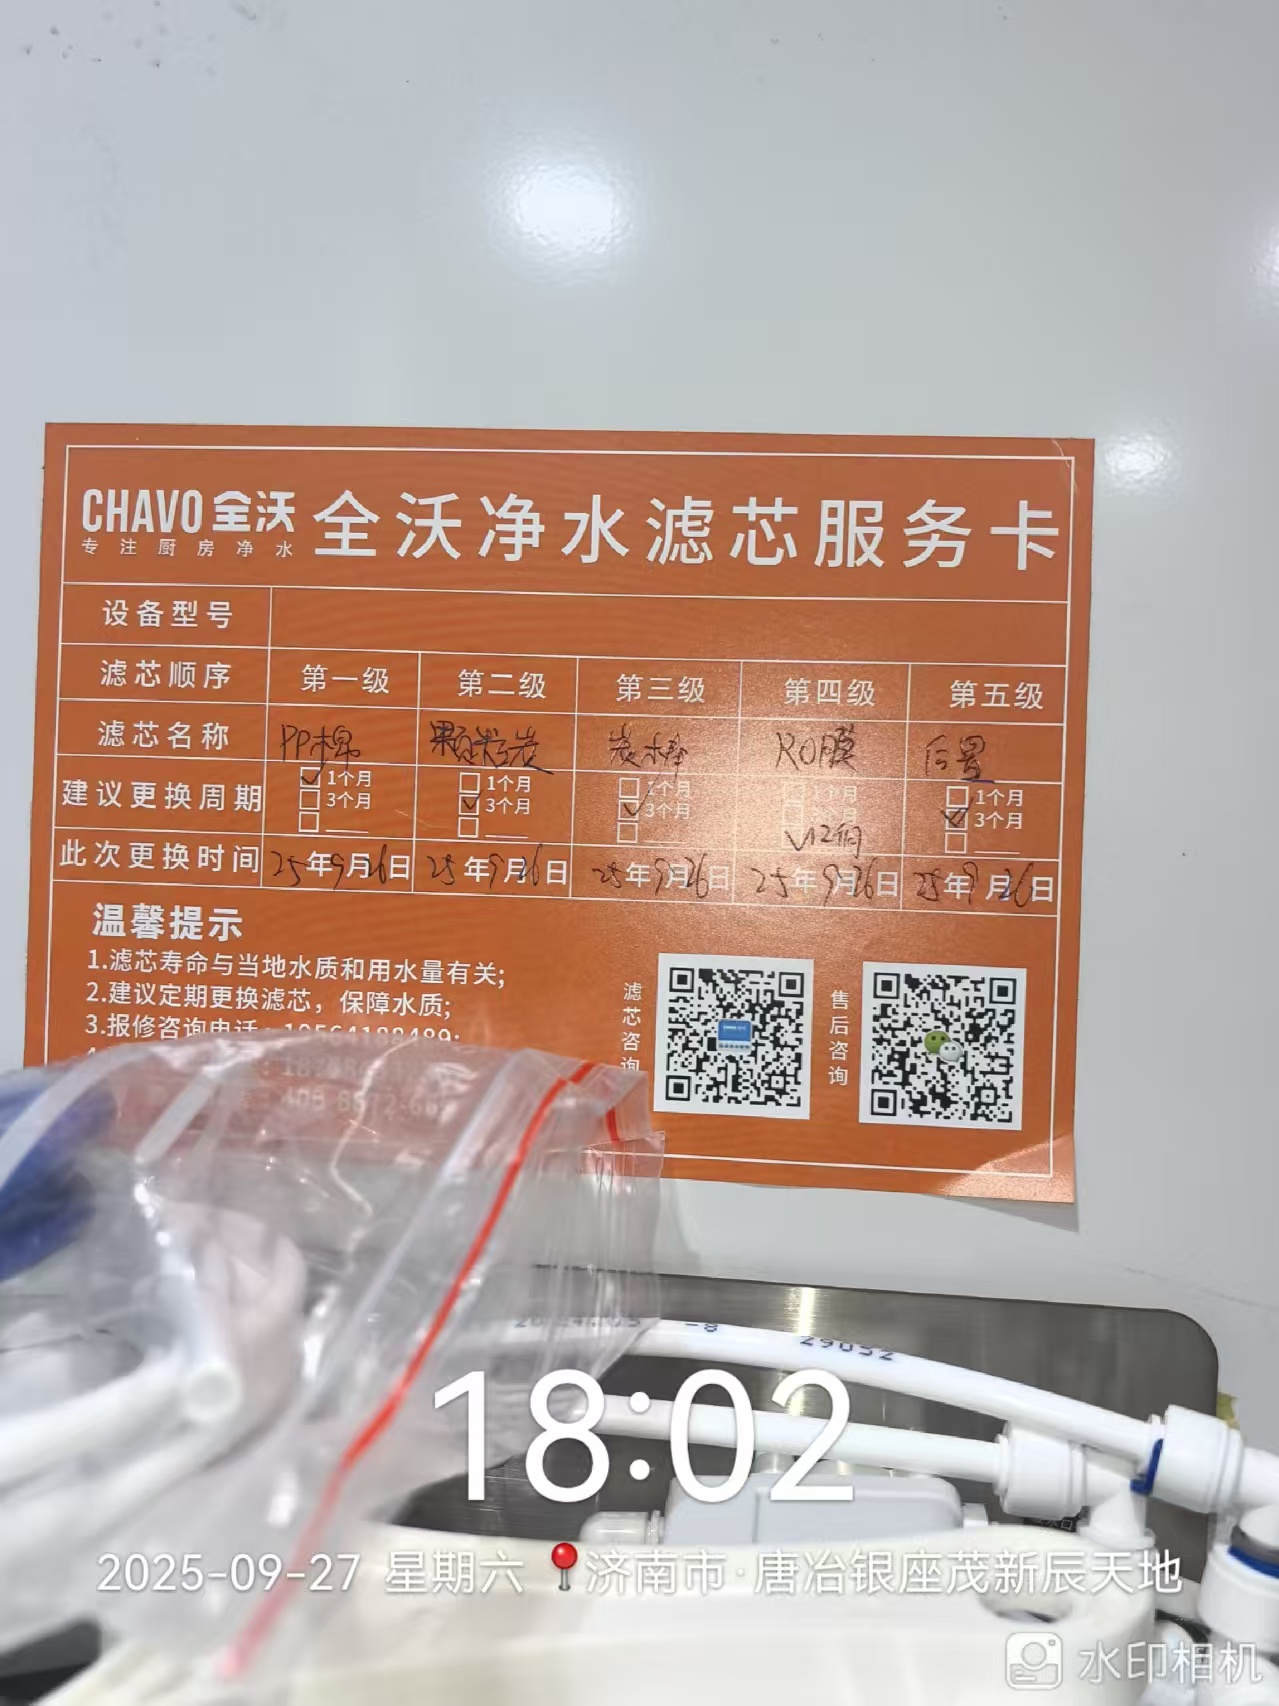 CHAVO 全沃
专注厨房净水
全沃净水滤芯服务卡
设备型号
滤芯顺序 第一级 第二级 第三级 第四级 第五级
滤芯名称 PP棉 颗粒炭 炭棒 RO膜 后置
建议更换周期
1个月 1个月 1个月 1个月 1个月
3个月 3个月 3个月 3个月
12个月
此次更换时间 25年9月26日 25年9月26日 25年9月26日 25年9月26日 25年9月26日
温馨提示
1.滤芯寿命与当地水质和用水量有关;
2.建议定期更换滤芯，保障水质;
3.报修咨询电话:
滤芯咨询
售后咨询
-8 29052
18:02
2025-09-27 星期六 济南市·唐冶银座茂新辰天地
水印相机